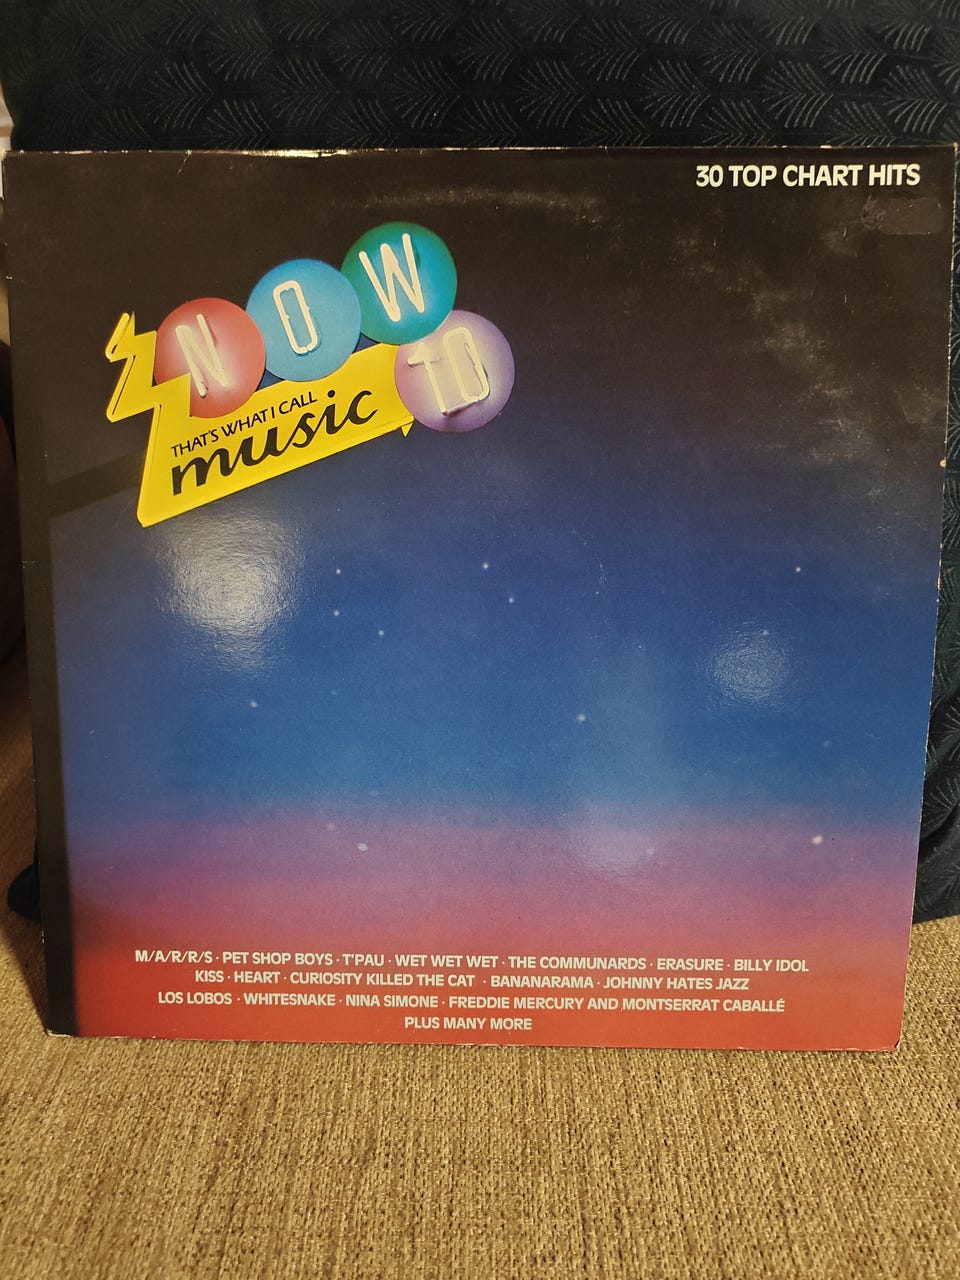 30 TOP CHART HITS
NOW
10
THAT'S WHAT I CALL
music
M/A/R/R/S · PET SHOP BOYS · T'PAU · WET WET WET · THE COMMUNARDS · ERASURE · BILLY IDOL
KISS · HEART · CURIOSITY KILLED THE CAT · BANANARAMA · JOHNNY HATES JAZZ
LOS LOBOS · WHITESNAKE · NINA SIMONE · FREDDIE MERCURY AND MONTSERRAT CABALLÉ
PLUS MANY MORE